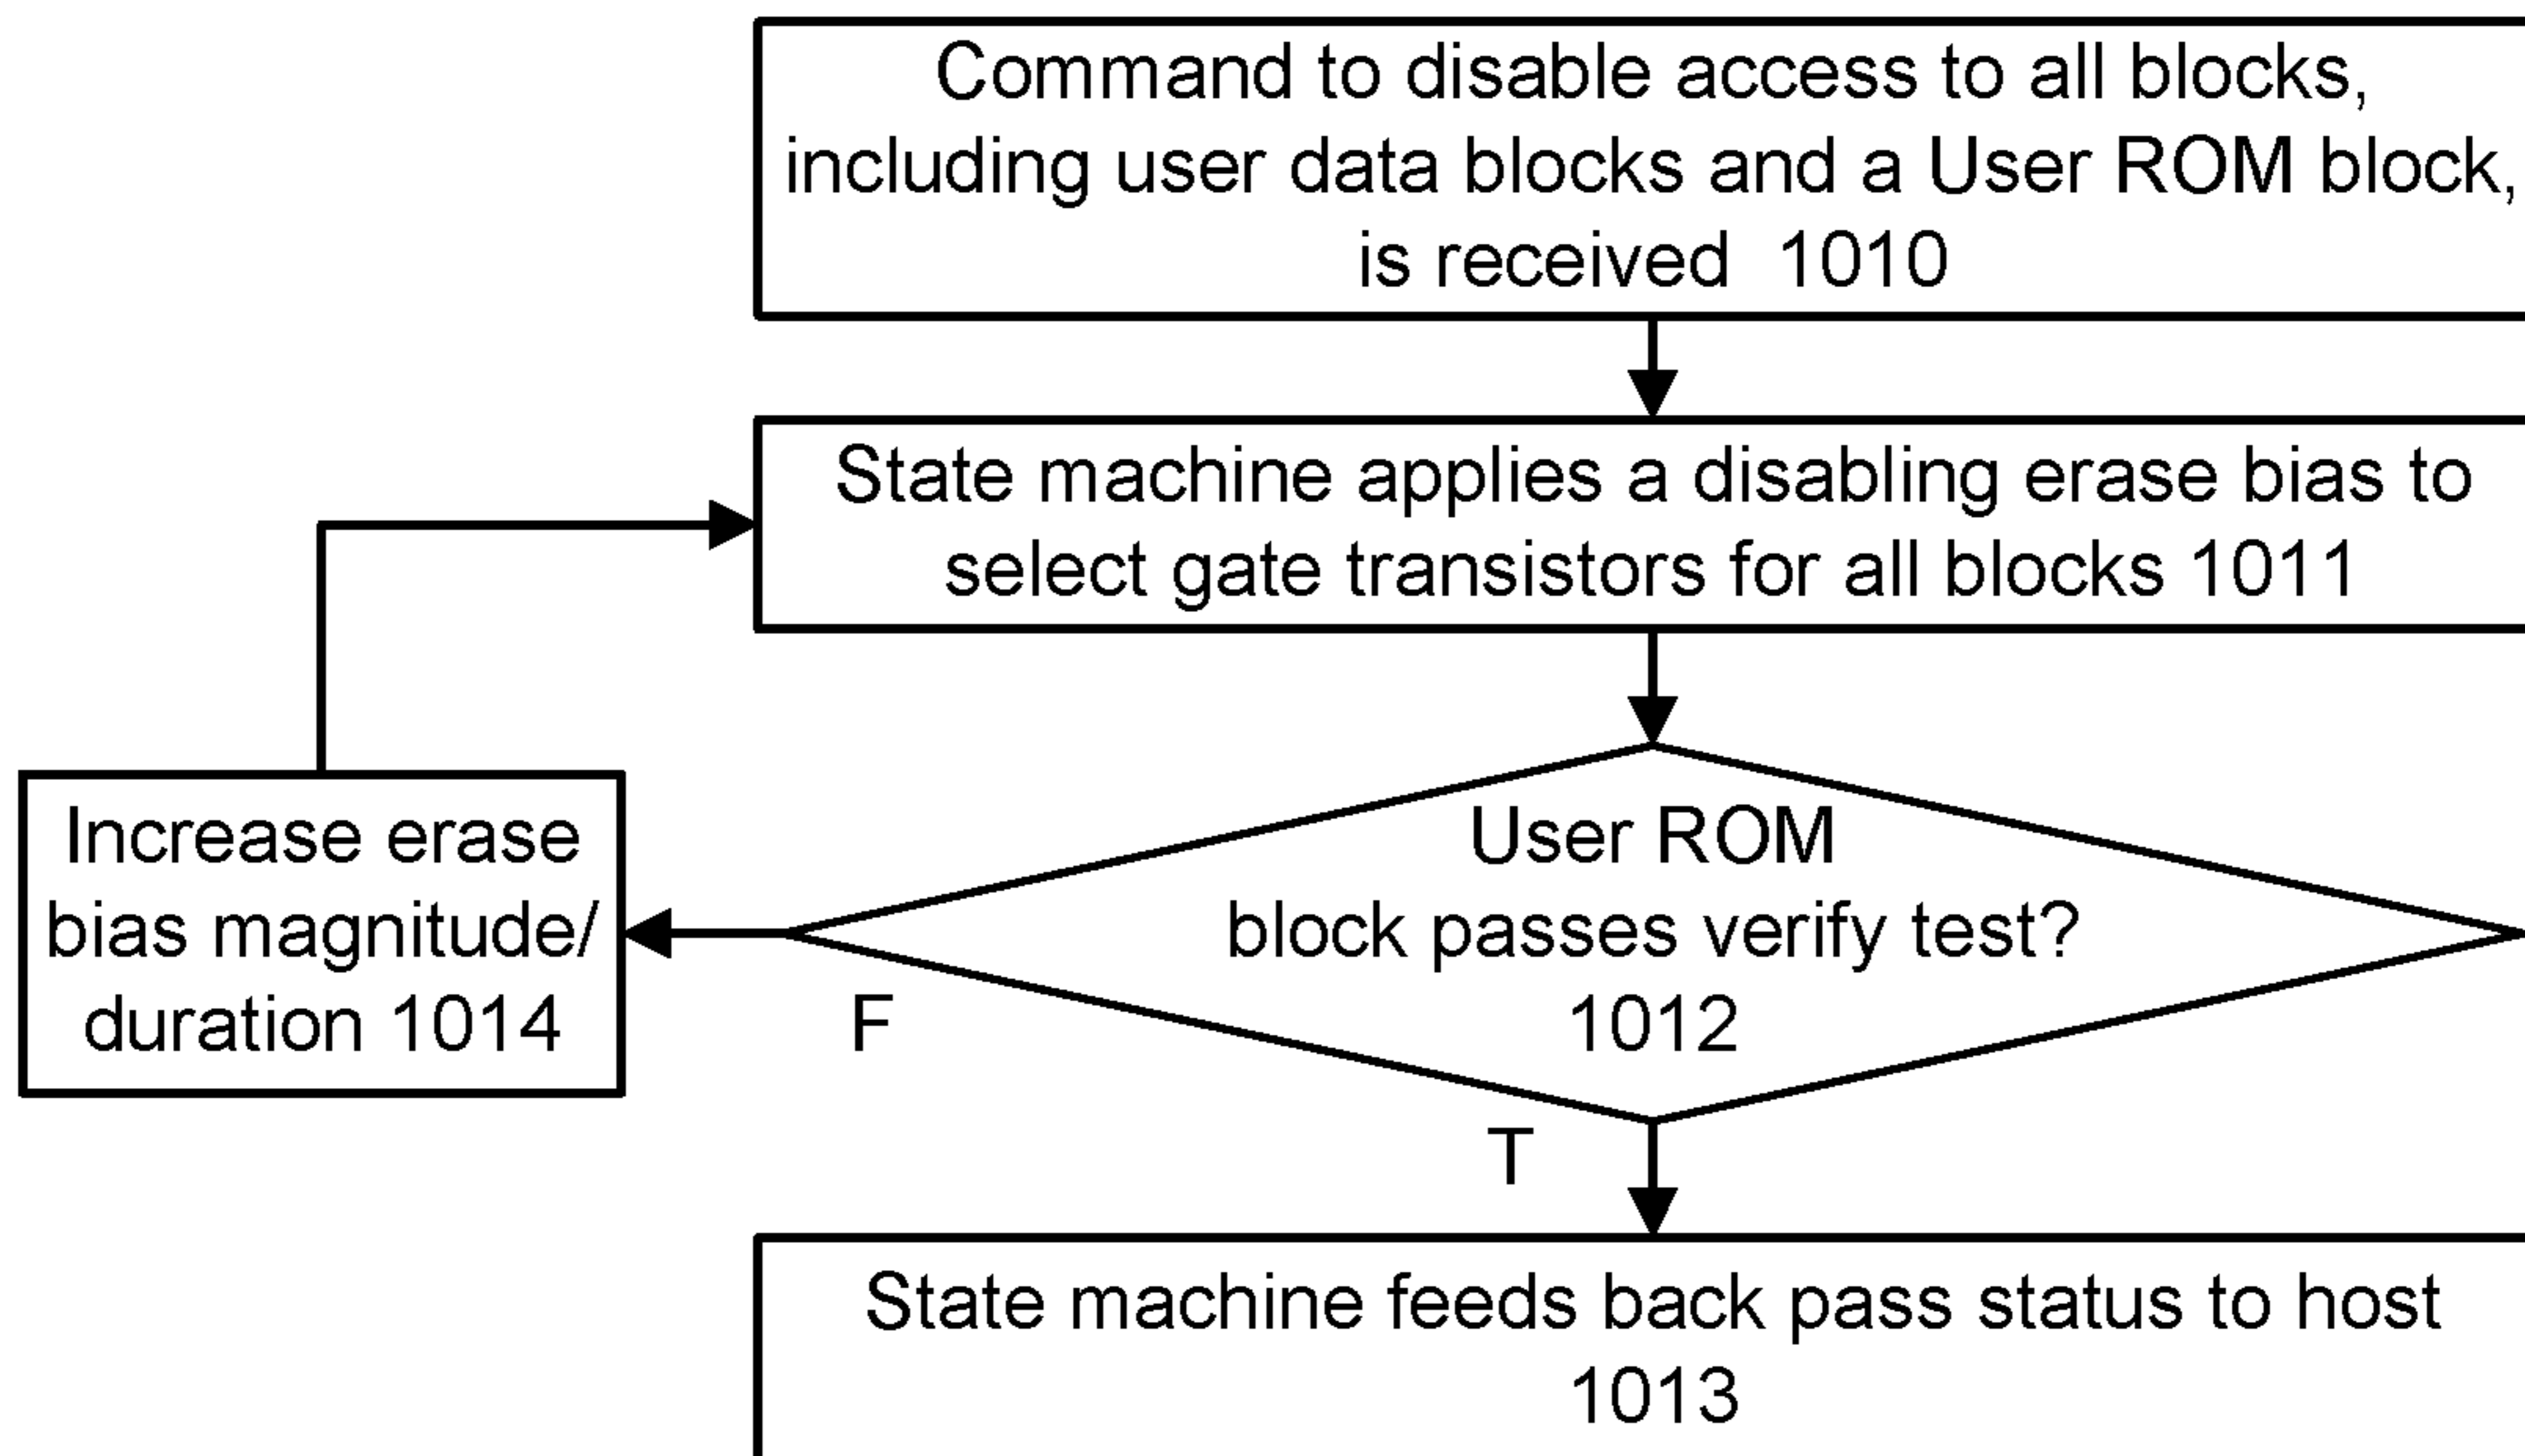 Command to disable access to all blocks,
including user data blocks and a User ROM block,
is received 1010
State machine applies a disabling erase bias to
select gate transistors for all blocks 1011
User ROM
block passes verify test?
1012
Increase erase
bias magnitude/
duration 1014
F
T
State machine feeds back pass status to host
1013